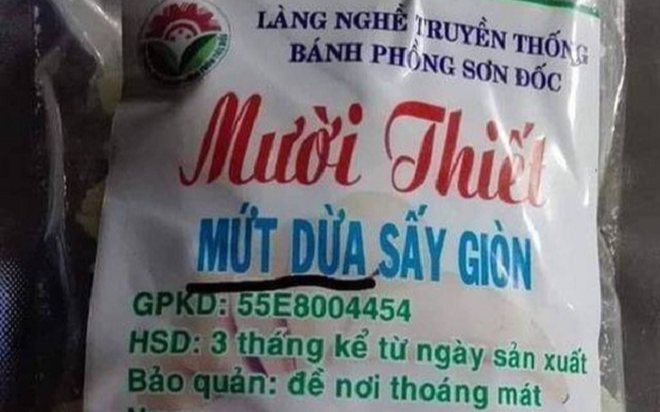 LÀNG NGHỀ TRUYỀN THỐNG
BÁNH PHỒNG SƠN ĐỐC
Mười Thiết
MỨT DỪA SẤY GIÒN
GPKD: 55E8004454
HSD: 3 tháng kể từ ngày sản xuất
Bảo quản: để nơi thoáng mát